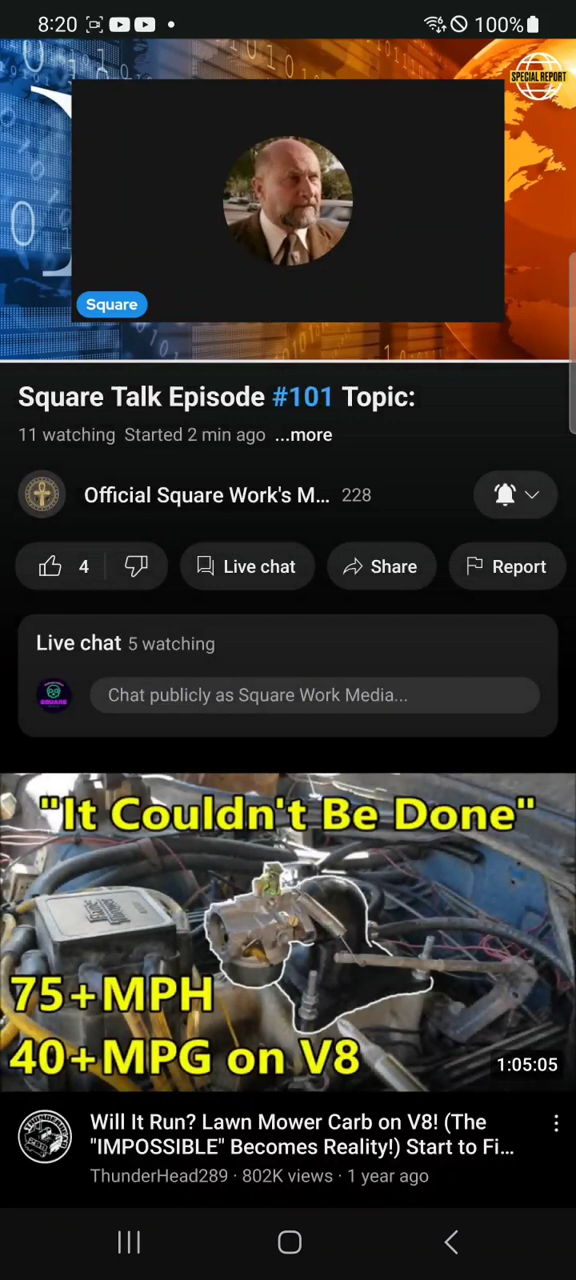 8:20
100%
SPECIAL REPORT
Square
Square Talk Episode #101 Topic:
11 watching Started 2 min ago ...more
Official Square Work's M... 228
4 Live chat Share Report
Live chat 5 watching
Chat publicly as Square Work Media...
"It Couldn't Be Done"
75+MPH
40+MPG on V8
1:05:05
Will It Run? Lawn Mower Carb on V8! (The
"IMPOSSIBLE" Becomes Reality!) Start to Fi...
ThunderHead289 · 802K views · 1 year ago